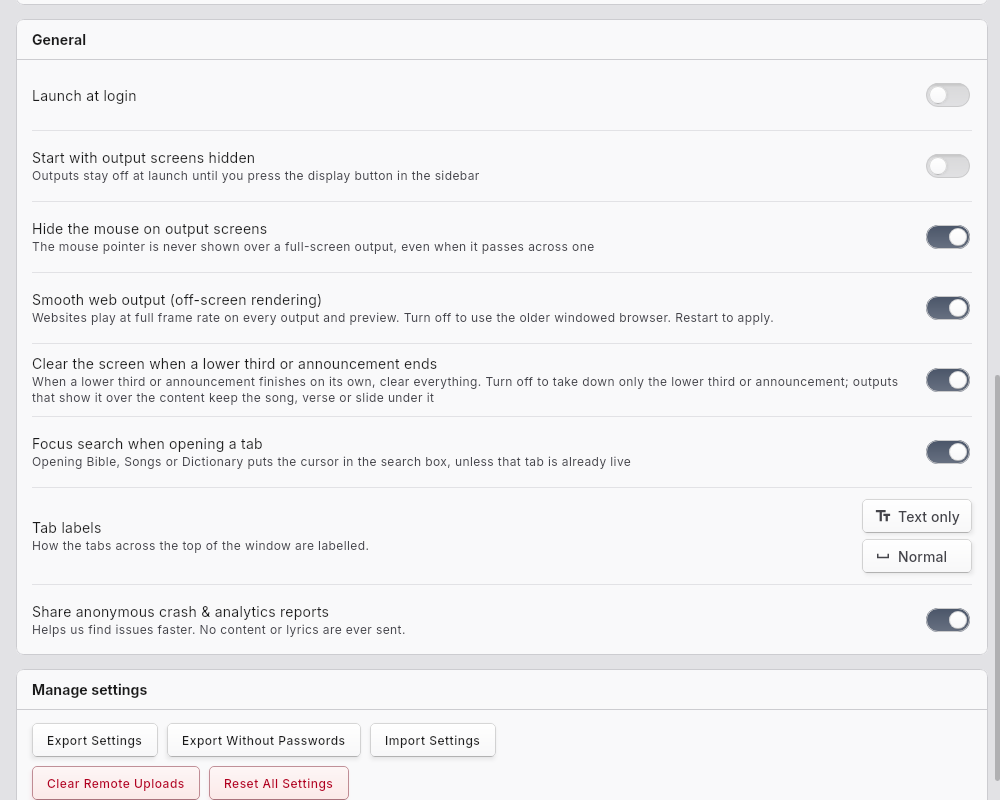 General
Launch at login
Start with output screens hidden
Outputs stay off at launch until you press the display button in the sidebar
Hide the mouse on output screens
The mouse pointer is never shown over a full-screen output, even when it passes across one
Smooth web output (off-screen rendering)
Websites play at full frame rate on every output and preview. Turn off to use the older windowed browser. Restart to apply.
Clear the screen when a lower third or announcement ends
When a lower third or announcement finishes on its own, clear everything. Turn off to take down only the lower third or announcement; outputs
that show it over the content keep the song, verse or slide under it
Focus search when opening a tab
Opening Bible, Songs or Dictionary puts the cursor in the search box, unless that tab is already live
Tab labels
How the tabs across the top of the window are labelled.
Text only
Normal
Share anonymous crash & analytics reports
Helps us find issues faster. No content or lyrics are ever sent.
Manage settings
Export Settings
Export Without Passwords
Import Settings
Clear Remote Uploads
Reset All Settings